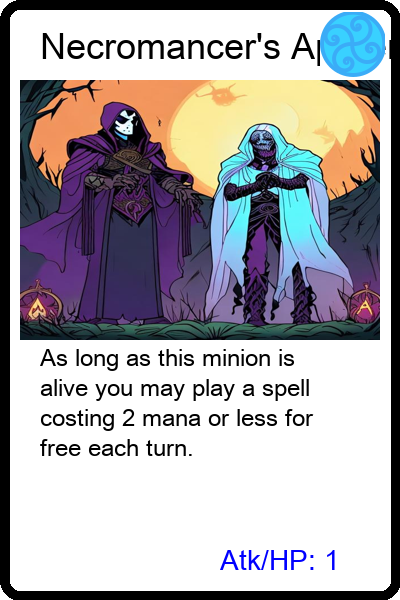 Necromancer's
As long as this minion is
alive you may play a spell
costing 2 mana or less for
free each turn.
Atk/HP: 1